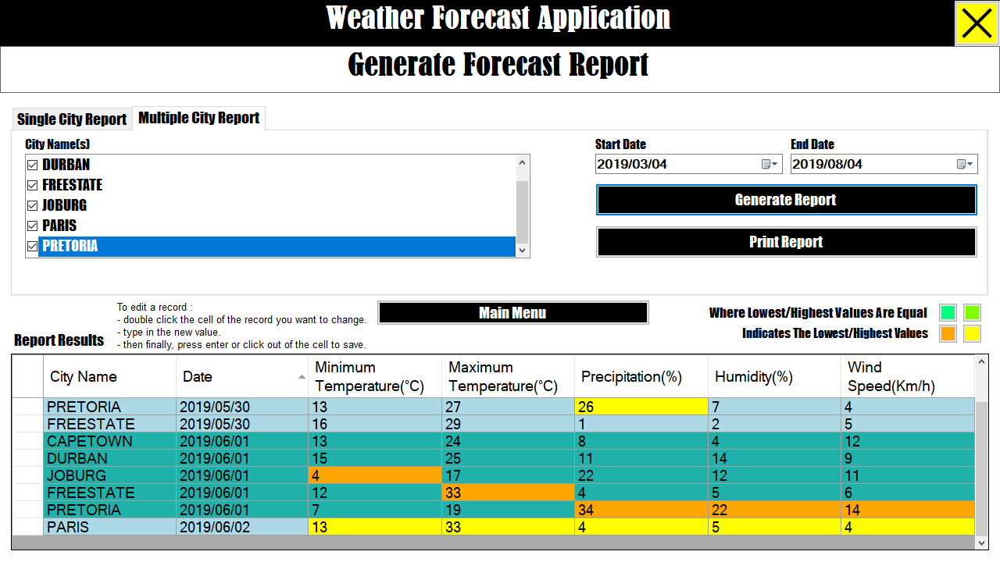 Weather Forecast Application
Generate Forecast Report
Single City Report Multiple City Report
City Name(s) Start Date End Date
DURBAN
FREESTATE
JOBURG
PARIS
PRETORIA
2019/03/04 2019/08/04
Generate Report
Print Report
To edit a record :
- double click the cell of the record you want to change.
- type in the new value.
- then finally, press enter or click out of the cell to save.
Main Menu
Where Lowest/Highest Values Are Equal
Indicates The Lowest/Highest Values
Report Results
City Name Date Minimum Temperature(°C) Maximum Temperature(°C) Precipitation(%) Humidity(%) Wind Speed(Km/h)
PRETORIA 2019/05/30 13 27 26 7 4
FREESTATE 2019/05/30 16 29 1 2 5
CAPETOWN 2019/06/01 13 24 8 4 12
DURBAN 2019/06/01 15 25 11 14 9
JOBURG 2019/06/01 4 17 22 12 11
FREESTATE 2019/06/01 12 33 4 5 6
PRETORIA 2019/06/01 7 19 34 22 14
PARIS 2019/06/02 13 33 4 5 4